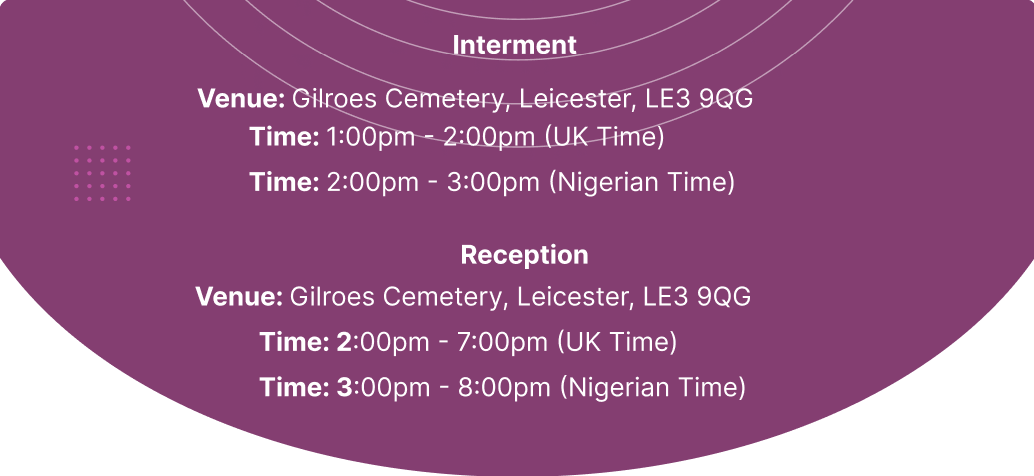 Interment
Venue: Gilroes Cemetery, Leicester, LE3 9QG
Time: 1:00pm - 2:00pm (UK Time)
Time: 2:00pm - 3:00pm (Nigerian Time)
Reception
Venue: Gilroes Cemetery, Leicester, LE3 9QG
Time: 2:00pm - 7:00pm (UK Time)
Time: 3:00pm - 8:00pm (Nigerian Time)